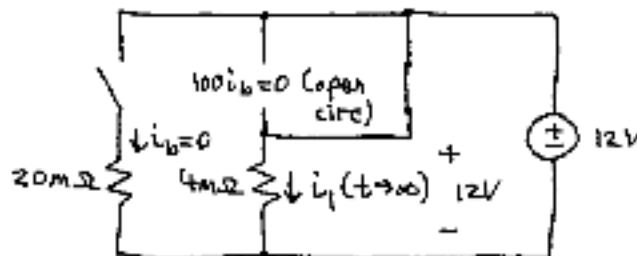 100i_b=0 (open
circ)
↓i_b=0
20mΩ
4mΩ
↓ i_1(t→∞)
+
12V
−
±
12V